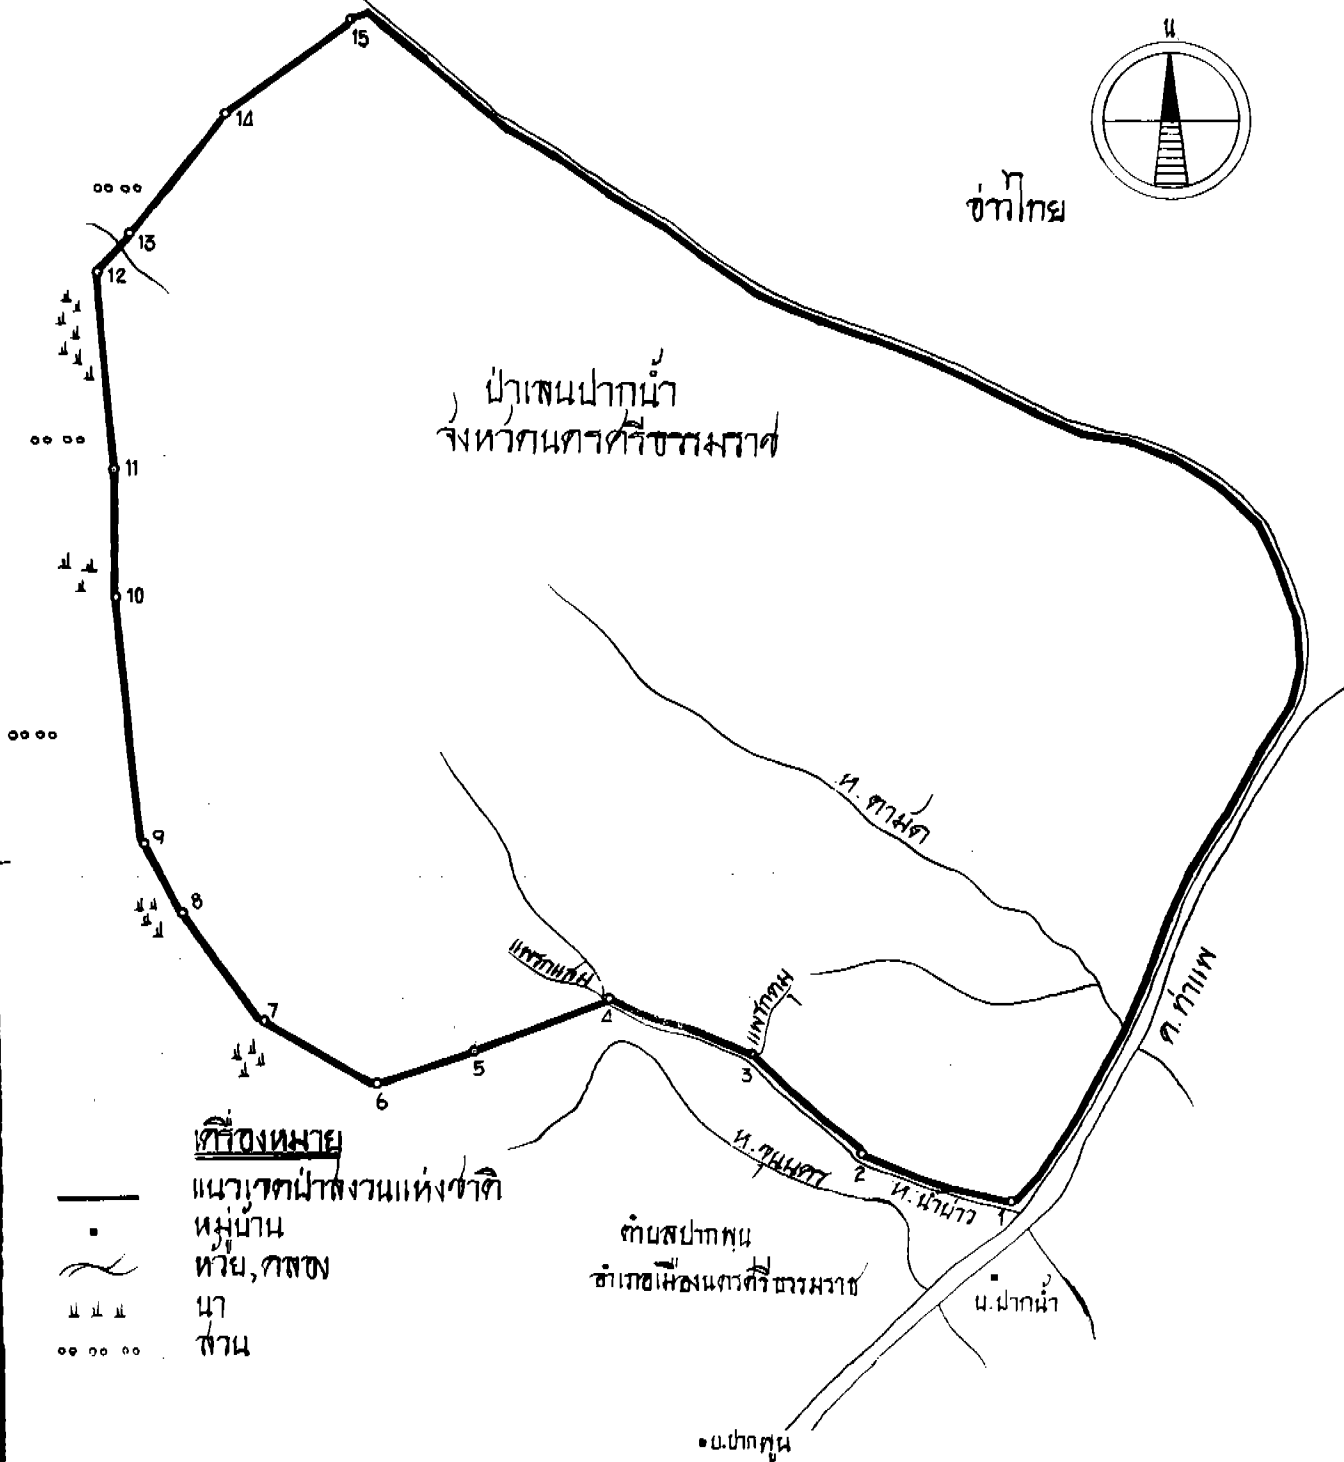 น
15
14
อ่าวไทย
13
12
ป่าเลนปากน้ำ
จังหวัดนครศรีธรรมราช
11
10
ห. ตามัด
9
8
แพรกแสม
แพรกตม
ค. ท่าแพ
7
4
5
3
6
ห. ขุนนคร
2
ห. น้ำน่าว
1
เครื่องหมาย
แนวเขตป่าสงวนแห่งชาติ
หมู่บ้าน
ห้วย, คลอง
นา
สวน
ตำบลปากพูน
อำเภอเมืองนครศรีธรรมราช
บ. ปากน้ำ
บ. ปากพูน